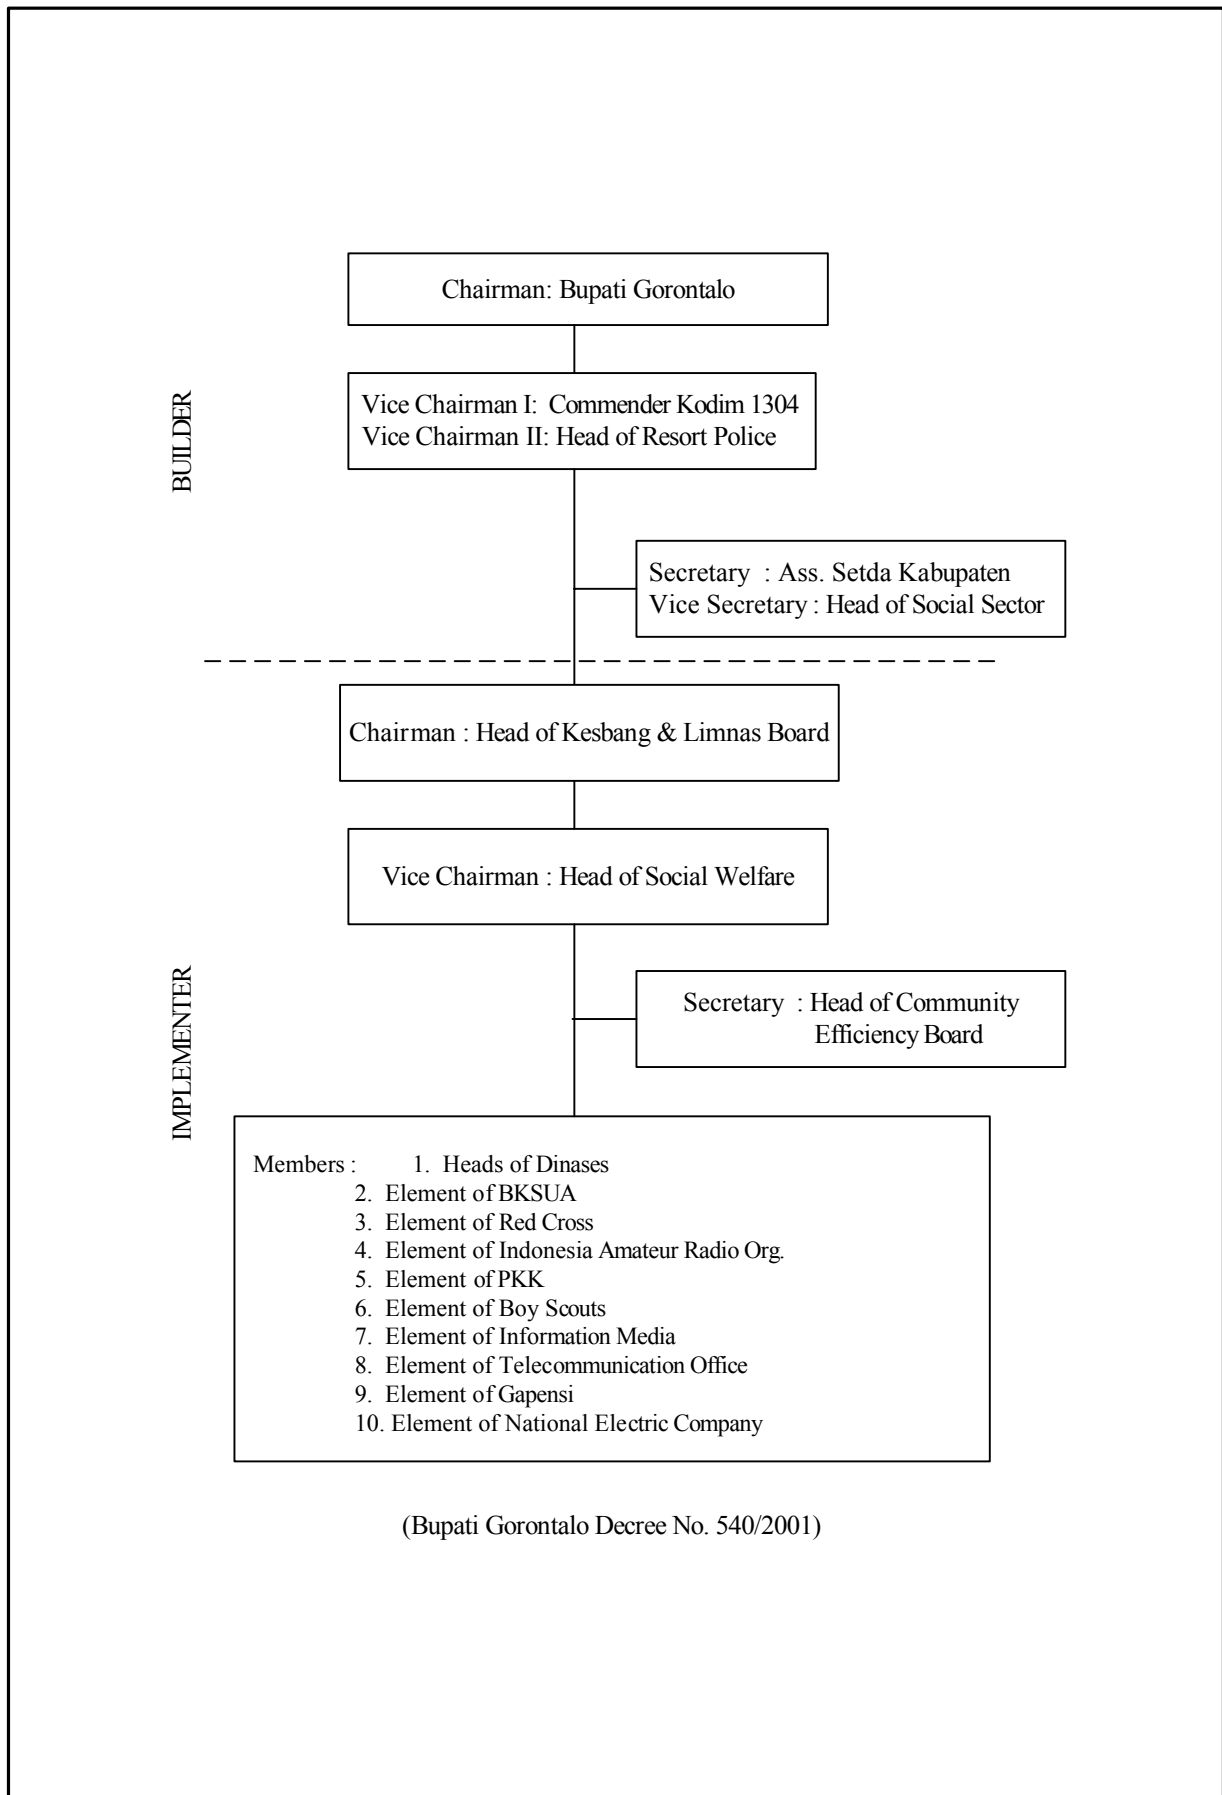 Chairman: Bupati Gorontalo
BUILDER
Vice Chairman I: Commender Kodim 1304
Vice Chairman II: Head of Resort Police
Secretary : Ass. Setda Kabupaten
Vice Secretary : Head of Social Sector
Chairman : Head of Kesbang & Limnas Board
Vice Chairman : Head of Social Welfare
IMPLEMENTER
Secretary : Head of Community
Efficiency Board
Members : 1. Heads of Dinases
2. Element of BKSUA
3. Element of Red Cross
4. Element of Indonesia Amateur Radio Org.
5. Element of PKK
6. Element of Boy Scouts
7. Element of Information Media
8. Element of Telecommunication Office
9. Element of Gapensi
10. Element of National Electric Company
(Bupati Gorontalo Decree No. 540/2001)